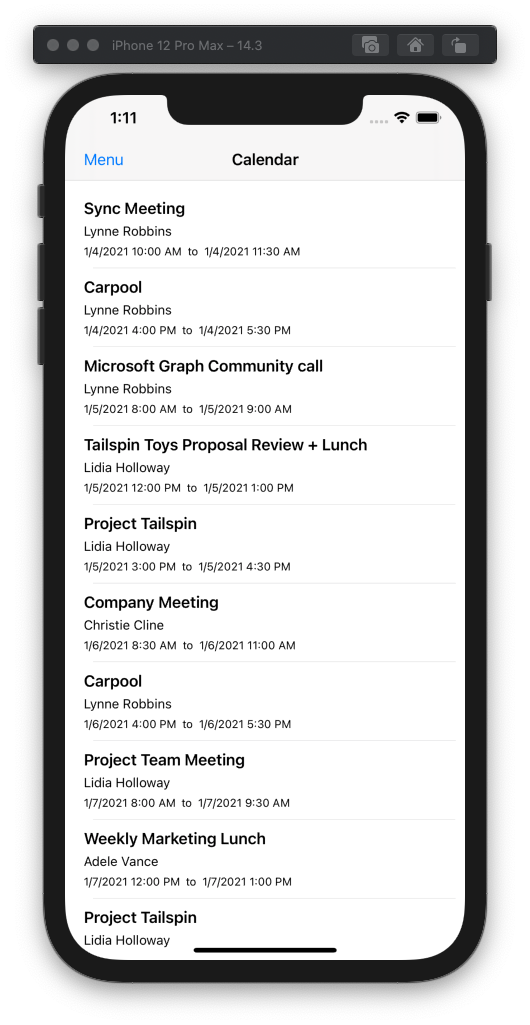 iPhone 12 Pro Max – 14.3
1:11
Menu
Calendar
Sync Meeting
Lynne Robbins
1/4/2021 10:00 AM to 1/4/2021 11:30 AM
Carpool
Lynne Robbins
1/4/2021 4:00 PM to 1/4/2021 5:30 PM
Microsoft Graph Community call
Lynne Robbins
1/5/2021 8:00 AM to 1/5/2021 9:00 AM
Tailspin Toys Proposal Review + Lunch
Lidia Holloway
1/5/2021 12:00 PM to 1/5/2021 1:00 PM
Project Tailspin
Lidia Holloway
1/5/2021 3:00 PM to 1/5/2021 4:30 PM
Company Meeting
Christie Cline
1/6/2021 8:30 AM to 1/6/2021 11:00 AM
Carpool
Lynne Robbins
1/6/2021 4:00 PM to 1/6/2021 5:30 PM
Project Team Meeting
Lidia Holloway
1/7/2021 8:00 AM to 1/7/2021 9:30 AM
Weekly Marketing Lunch
Adele Vance
1/7/2021 12:00 PM to 1/7/2021 1:00 PM
Project Tailspin
Lidia Holloway